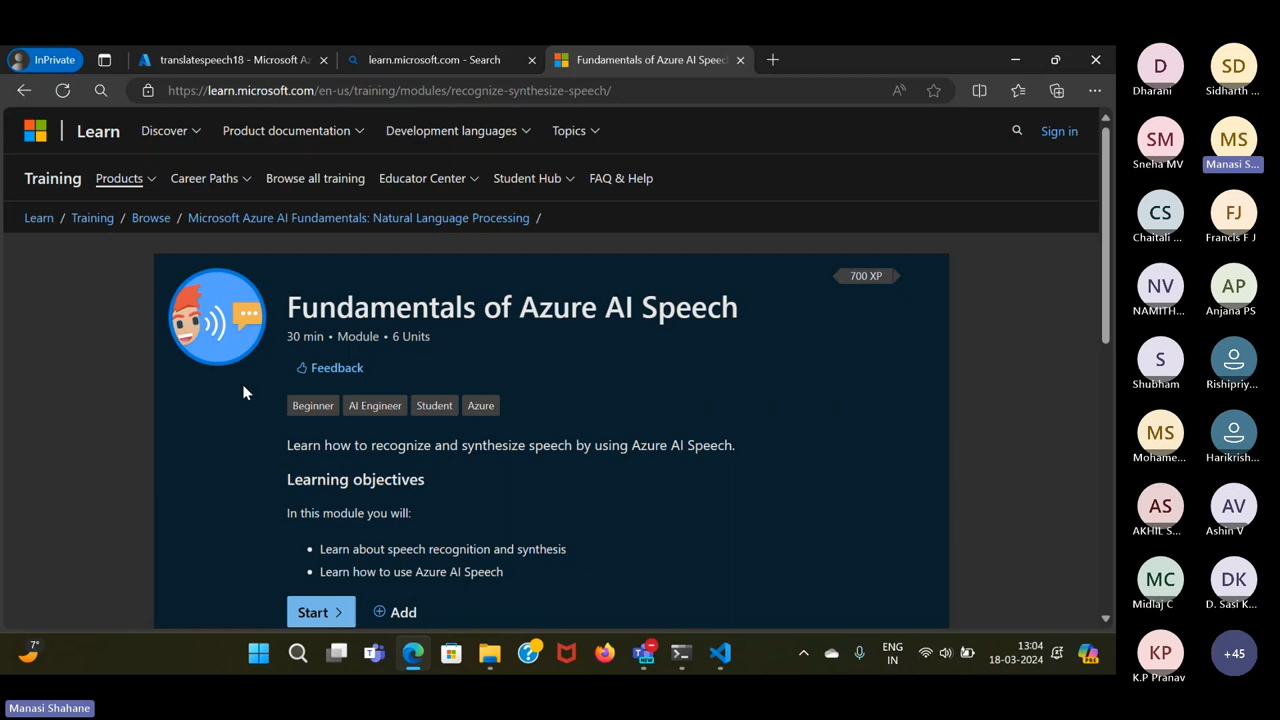 InPrivate
translatespeech18 - Microsoft Az
learn.microsoft.com - Search
Fundamentals of Azure AI Speech
https://learn.microsoft.com/en-us/training/modules/recognize-synthesize-speech/
Learn
Discover
Product documentation
Development languages
Topics
Sign in
Training
Products
Career Paths
Browse all training
Educator Center
Student Hub
FAQ & Help
Learn / Training / Browse / Microsoft Azure AI Fundamentals: Natural Language Processing /
700 XP
Fundamentals of Azure AI Speech
30 min • Module • 6 Units
Feedback
Beginner
AI Engineer
Student
Azure
Learn how to recognize and synthesize speech by using Azure AI Speech.
Learning objectives
In this module you will:
• Learn about speech recognition and synthesis
• Learn how to use Azure AI Speech
Start
Add
7°
NEW
ENG
IN
13:04
18-03-2024
PRE
Manasi Shahane
D
Dharani
SD
Sidharth ...
SM
Sneha MV
MS
Manasi S...
CS
Chaitali ...
FJ
Francis F J
NV
NAMITH...
AP
Anjana PS
S
Shubham
Rishipriy...
MS
Mohame...
Harikrish...
AS
AKHIL S...
AV
Ashin V
MC
Midlaj C
DK
D. Sasi K...
KP
K.P Pranav
+45